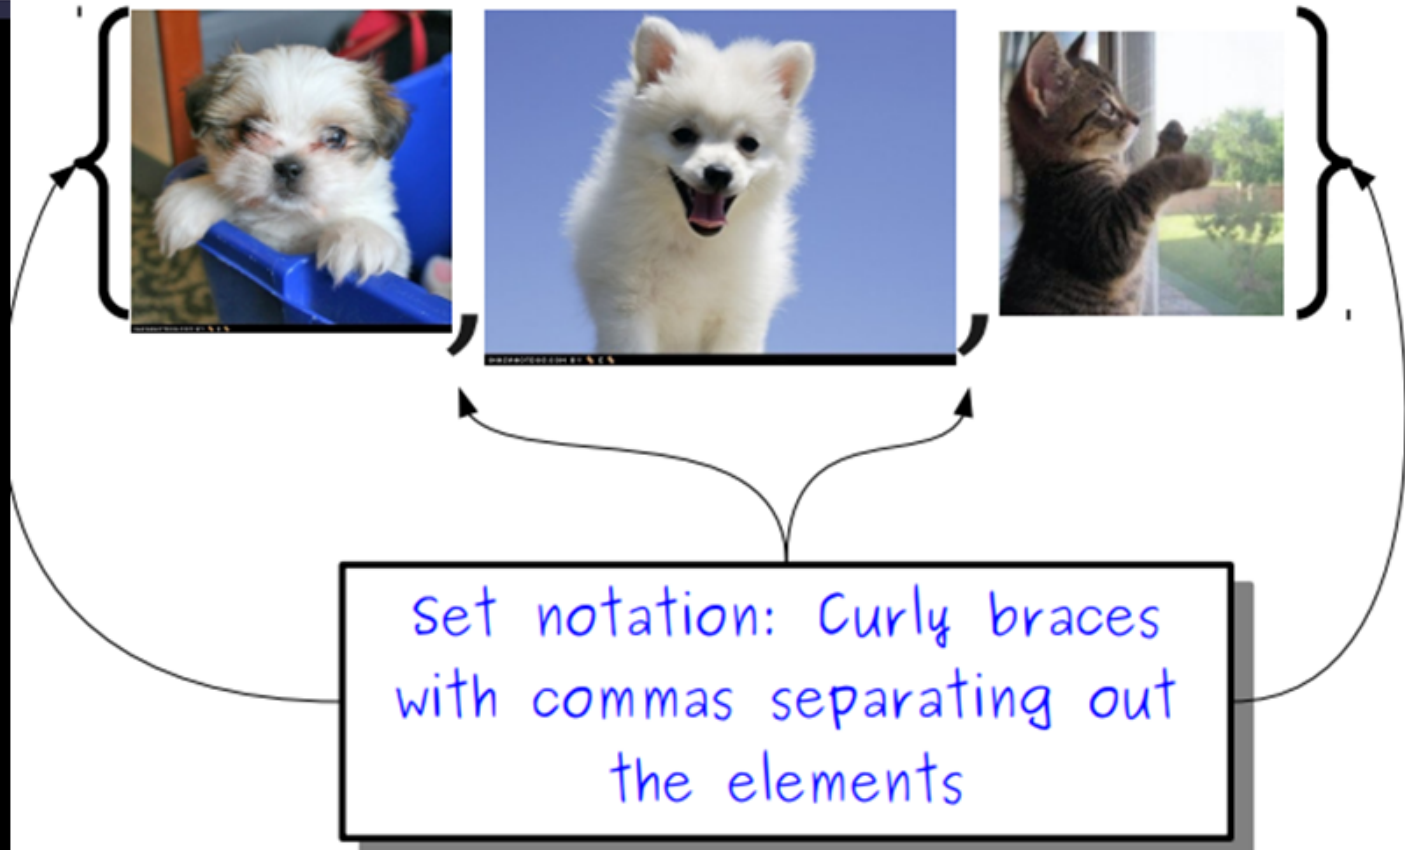 { , , }
Set notation: Curly braces
with commas separating out
the elements